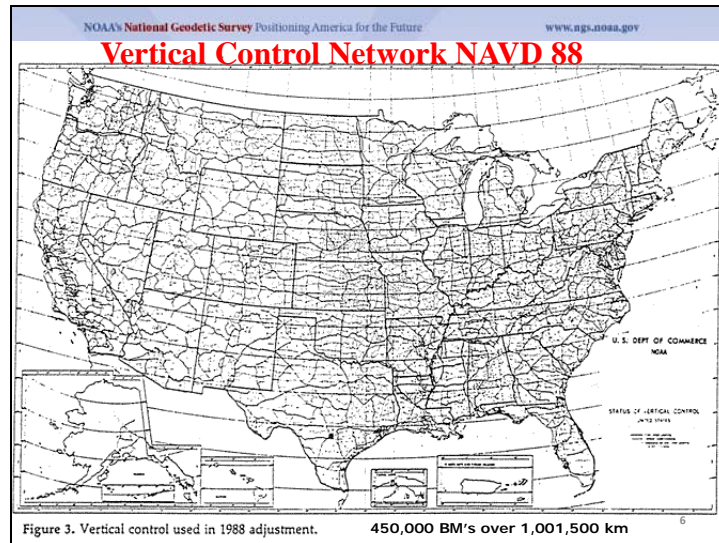 NOAA's National Geodetic Survey Positioning America for the Future www.ngs.noaa.gov
Vertical Control Network NAVD 88
U. S. DEPT OF COMMERCE
NOAA
STATUS OF VERTICAL CONTROL
UNITED STATES
Figure 3. Vertical control used in 1988 adjustment. 450,000 BM's over 1,001,500 km
6